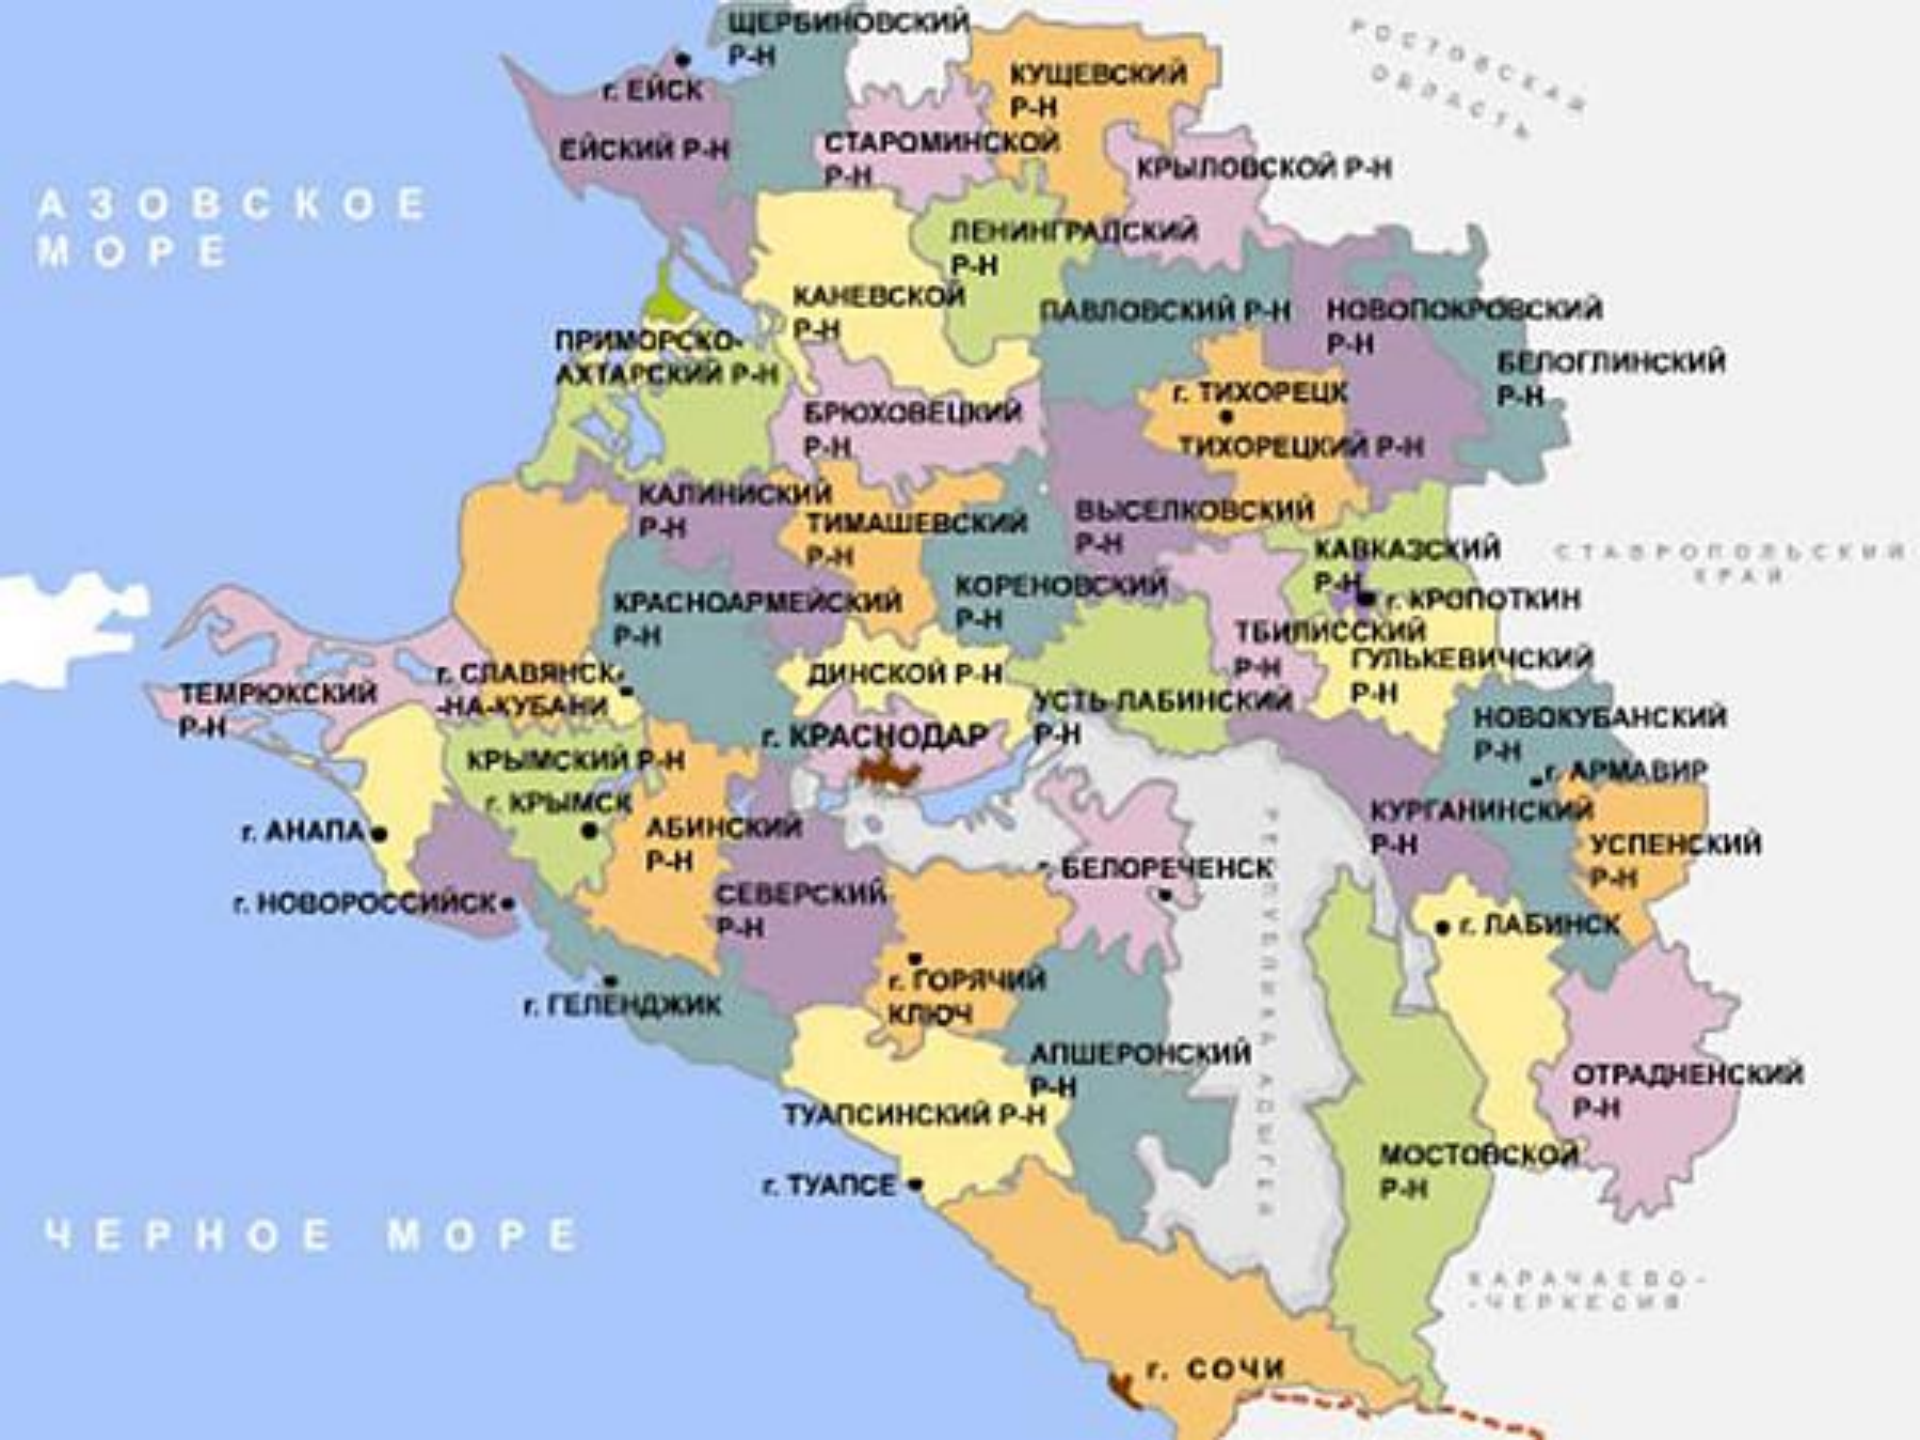 ЩЕРБИНОВСКИЙ
Р-Н
РОСТОВСКАЯ
ОБЛАСТЬ
г. ЕЙСК
КУЩЕВСКИЙ
Р-Н
ЕЙСКИЙ Р-Н
СТАРОМИНСКОЙ
Р-Н
КРЫЛОВСКОЙ Р-Н
АЗОВСКОЕ
МОРЕ
ЛЕНИНГРАДСКИЙ
Р-Н
КАНЕВСКОЙ
Р-Н
ПАВЛОВСКИЙ Р-Н
НОВОПОКРОВСКИЙ
Р-Н
ПРИМОРСКО-
АХТАРСКИЙ Р-Н
БЕЛОГЛИНСКИЙ
Р-Н
г. ТИХОРЕЦК
БРЮХОВЕЦКИЙ
Р-Н
ТИХОРЕЦКИЙ Р-Н
КАЛИНИСКИЙ
Р-Н
ТИМАШЕВСКИЙ
Р-Н
ВЫСЕЛКОВСКИЙ
Р-Н
КАВКАЗСКИЙ
Р-Н
СТАВРОПОЛЬСКИЙ
КРАЙ
КРАСНОАРМЕЙСКИЙ
Р-Н
КОРЕНОВСКИЙ
Р-Н
г. КРОПОТКИН
ТБИЛИССКИЙ
Р-Н
ГУЛЬКЕВИЧСКИЙ
Р-Н
г. СЛАВЯНСК-
-НА-КУБАНИ
ДИНСКОЙ Р-Н
ТЕМРЮКСКИЙ
Р-Н
УСТЬ-ЛАБИНСКИЙ
Р-Н
НОВОКУБАНСКИЙ
Р-Н
г. КРАСНОДАР
КРЫМСКИЙ Р-Н
г. АРМАВИР
г. КРЫМСК
АБИНСКИЙ
Р-Н
КУРГАНИНСКИЙ
Р-Н
г. АНАПА
УСПЕНСКИЙ
Р-Н
г. БЕЛОРЕЧЕНСК
РЕСПУБЛИКА АДЫГЕЯ
СЕВЕРСКИЙ
Р-Н
г. НОВОРОССИЙСК
г. ЛАБИНСК
г. ГОРЯЧИЙ
КЛЮЧ
г. ГЕЛЕНДЖИК
АПШЕРОНСКИЙ
Р-Н
ОТРАДНЕНСКИЙ
Р-Н
ТУАПСИНСКИЙ Р-Н
МОСТОВСКОЙ
Р-Н
г. ТУАПСЕ
ЧЕРНОЕ МОРЕ
КАРАЧАЕВО-
-ЧЕРКЕСИЯ
г. СОЧИ